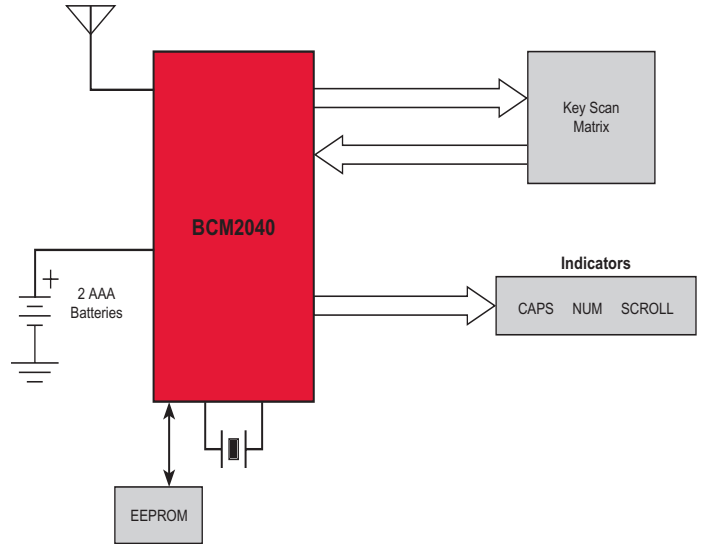 Key Scan
Matrix
BCM2040
Indicators
+
2 AAA
Batteries
CAPS NUM SCROLL
EEPROM